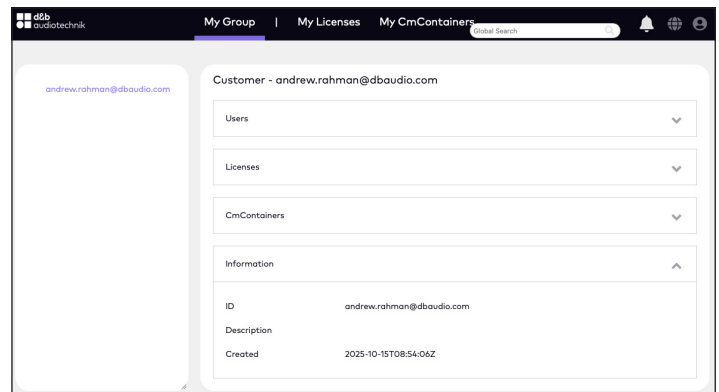 d&b
audiotechnik
My Group | My Licenses My CmContainers
Global Search
andrew.rahman@dbaudio.com
Customer - andrew.rahman@dbaudio.com
Users
Licenses
CmContainers
Information
ID andrew.rahman@dbaudio.com
Description
Created 2025-10-15T08:54:06Z